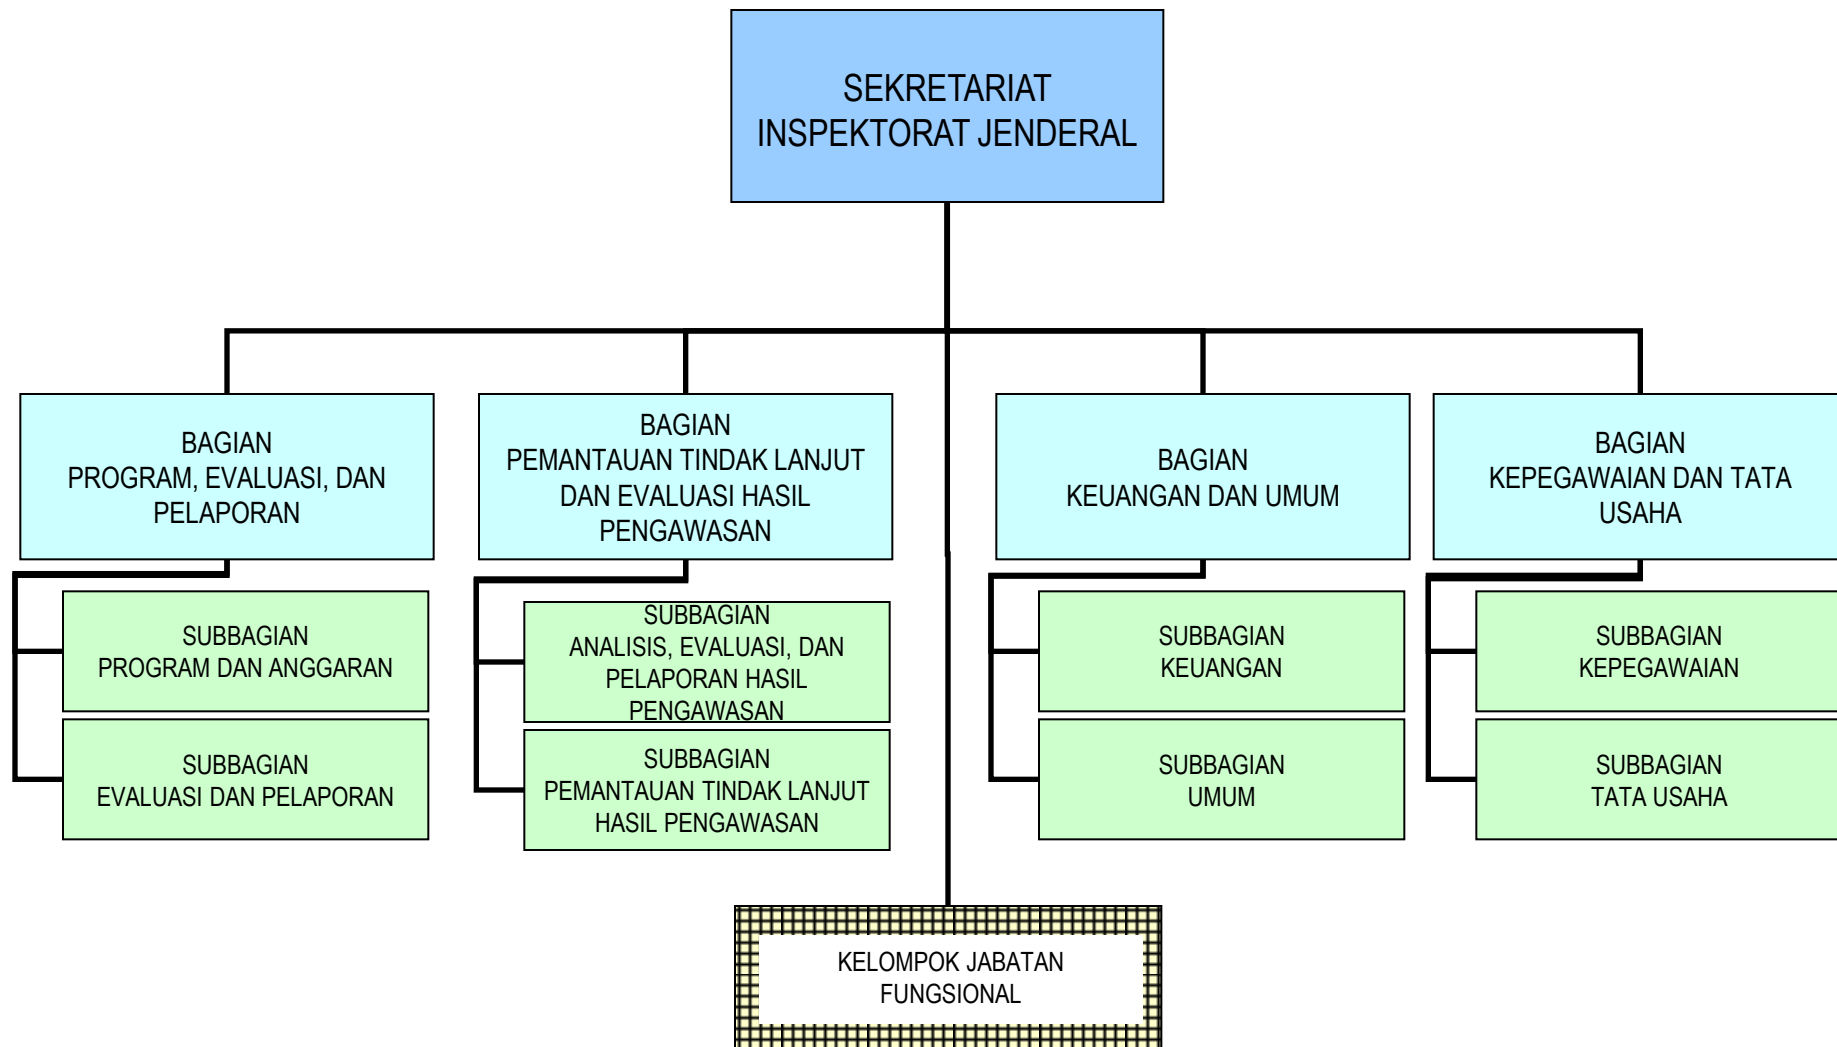 SEKRETARIAT
INSPEKTORAT JENDERAL
BAGIAN
PROGRAM, EVALUASI, DAN
PELAPORAN
BAGIAN
PEMANTAUAN TINDAK LANJUT
DAN EVALUASI HASIL
PENGAWASAN
BAGIAN
KEUANGAN DAN UMUM
BAGIAN
KEPEGAWAIAN DAN TATA
USAHA
SUBBAGIAN
PROGRAM DAN ANGGARAN
SUBBAGIAN
EVALUASI DAN PELAPORAN
SUBBAGIAN
ANALISIS, EVALUASI, DAN
PELAPORAN HASIL
PENGAWASAN
SUBBAGIAN
PEMANTAUAN TINDAK LANJUT
HASIL PENGAWASAN
SUBBAGIAN
KEUANGAN
SUBBAGIAN
UMUM
SUBBAGIAN
KEPEGAWAIAN
SUBBAGIAN
TATA USAHA
KELOMPOK JABATAN
FUNGSIONAL